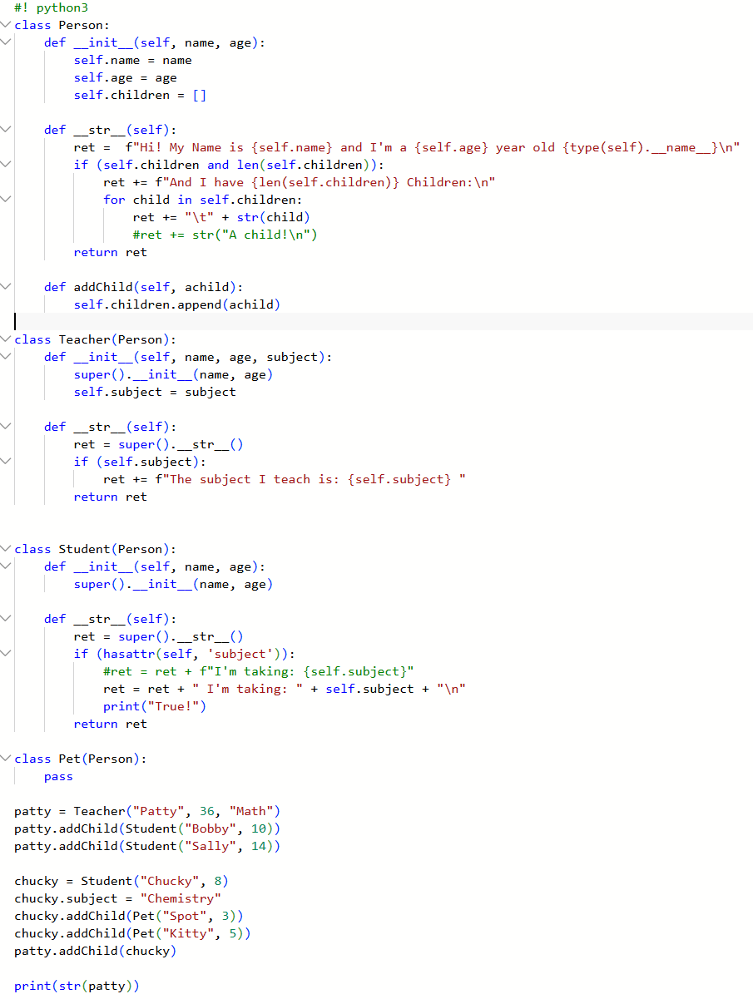 #! python3
class Person:
    def __init__(self, name, age):
        self.name = name
        self.age = age
        self.children = []

    def __str__(self):
        ret =  f"Hi! My Name is {self.name} and I'm a {self.age} year old {type(self).__name__}\n"
        if (self.children and len(self.children)):
            ret += f"And I have {len(self.children)} Children:\n"
            for child in self.children:
                ret += "\t" + str(child)
                #ret += str("A child!\n")
        return ret

    def addChild(self, achild):
        self.children.append(achild)

class Teacher(Person):
    def __init__(self, name, age, subject):
        super().__init__(name, age)
        self.subject = subject

    def __str__(self):
        ret = super().__str__()
        if (self.subject):
            ret += f"The subject I teach is: {self.subject} "
        return ret


class Student(Person):
    def __init__(self, name, age):
        super().__init__(name, age)

    def __str__(self):
        ret = super().__str__()
        if (hasattr(self, 'subject')):
            #ret = ret + f"I'm taking: {self.subject}"
            ret = ret + " I'm taking: " + self.subject + "\n"
            print("True!")
        return ret

class Pet(Person):
    pass

patty = Teacher("Patty", 36, "Math")
patty.addChild(Student("Bobby", 10))
patty.addChild(Student("Sally", 14))

chucky = Student("Chucky", 8)
chucky.subject = "Chemistry"
chucky.addChild(Pet("Spot", 3))
chucky.addChild(Pet("Kitty", 5))
patty.addChild(chucky)

print(str(patty))